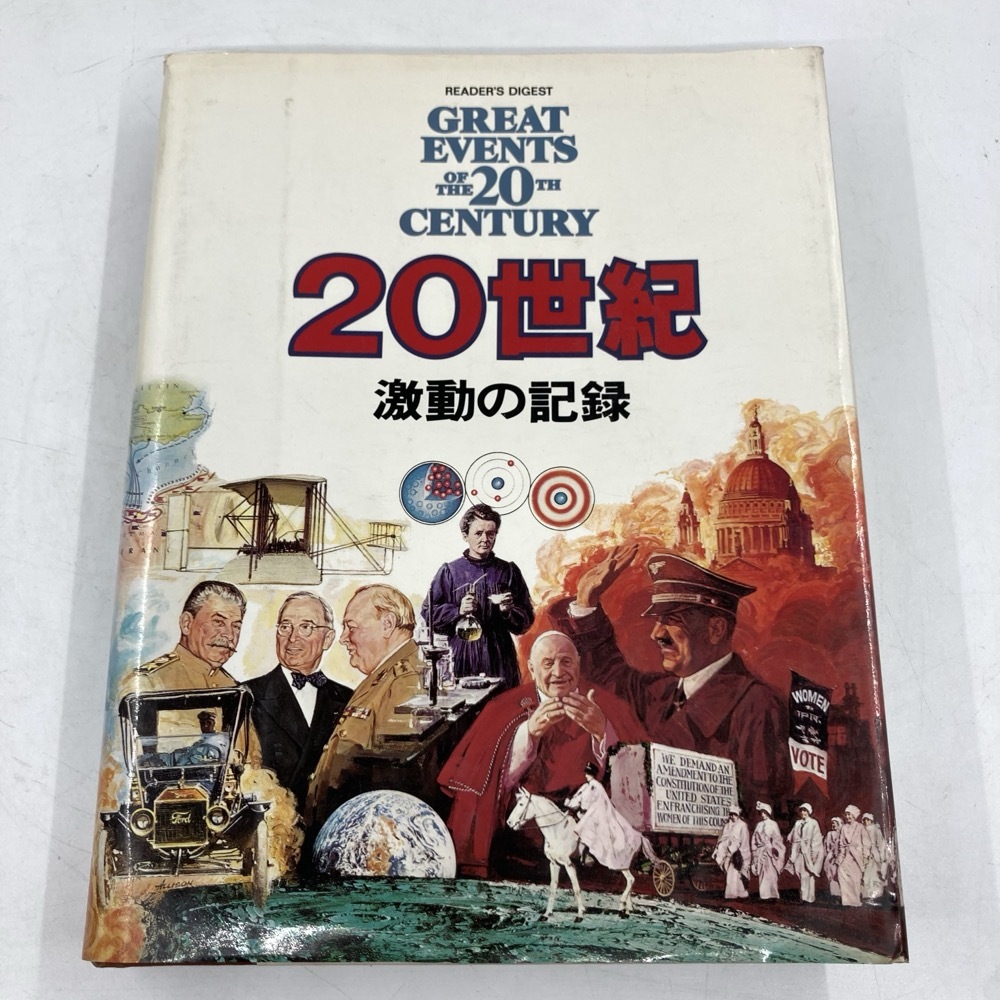 READER'S DIGEST
GREAT
EVENTS
OF THE 20TH
CENTURY
20世紀
激動の記録
WOMEN
VOTE
WE DEMAND AN
AMENDMENT TO THE
CONSTITUTION OF THE
UNITED STATES
ENFRANCHISING THE
WOMEN OF THIS COUN
Ford